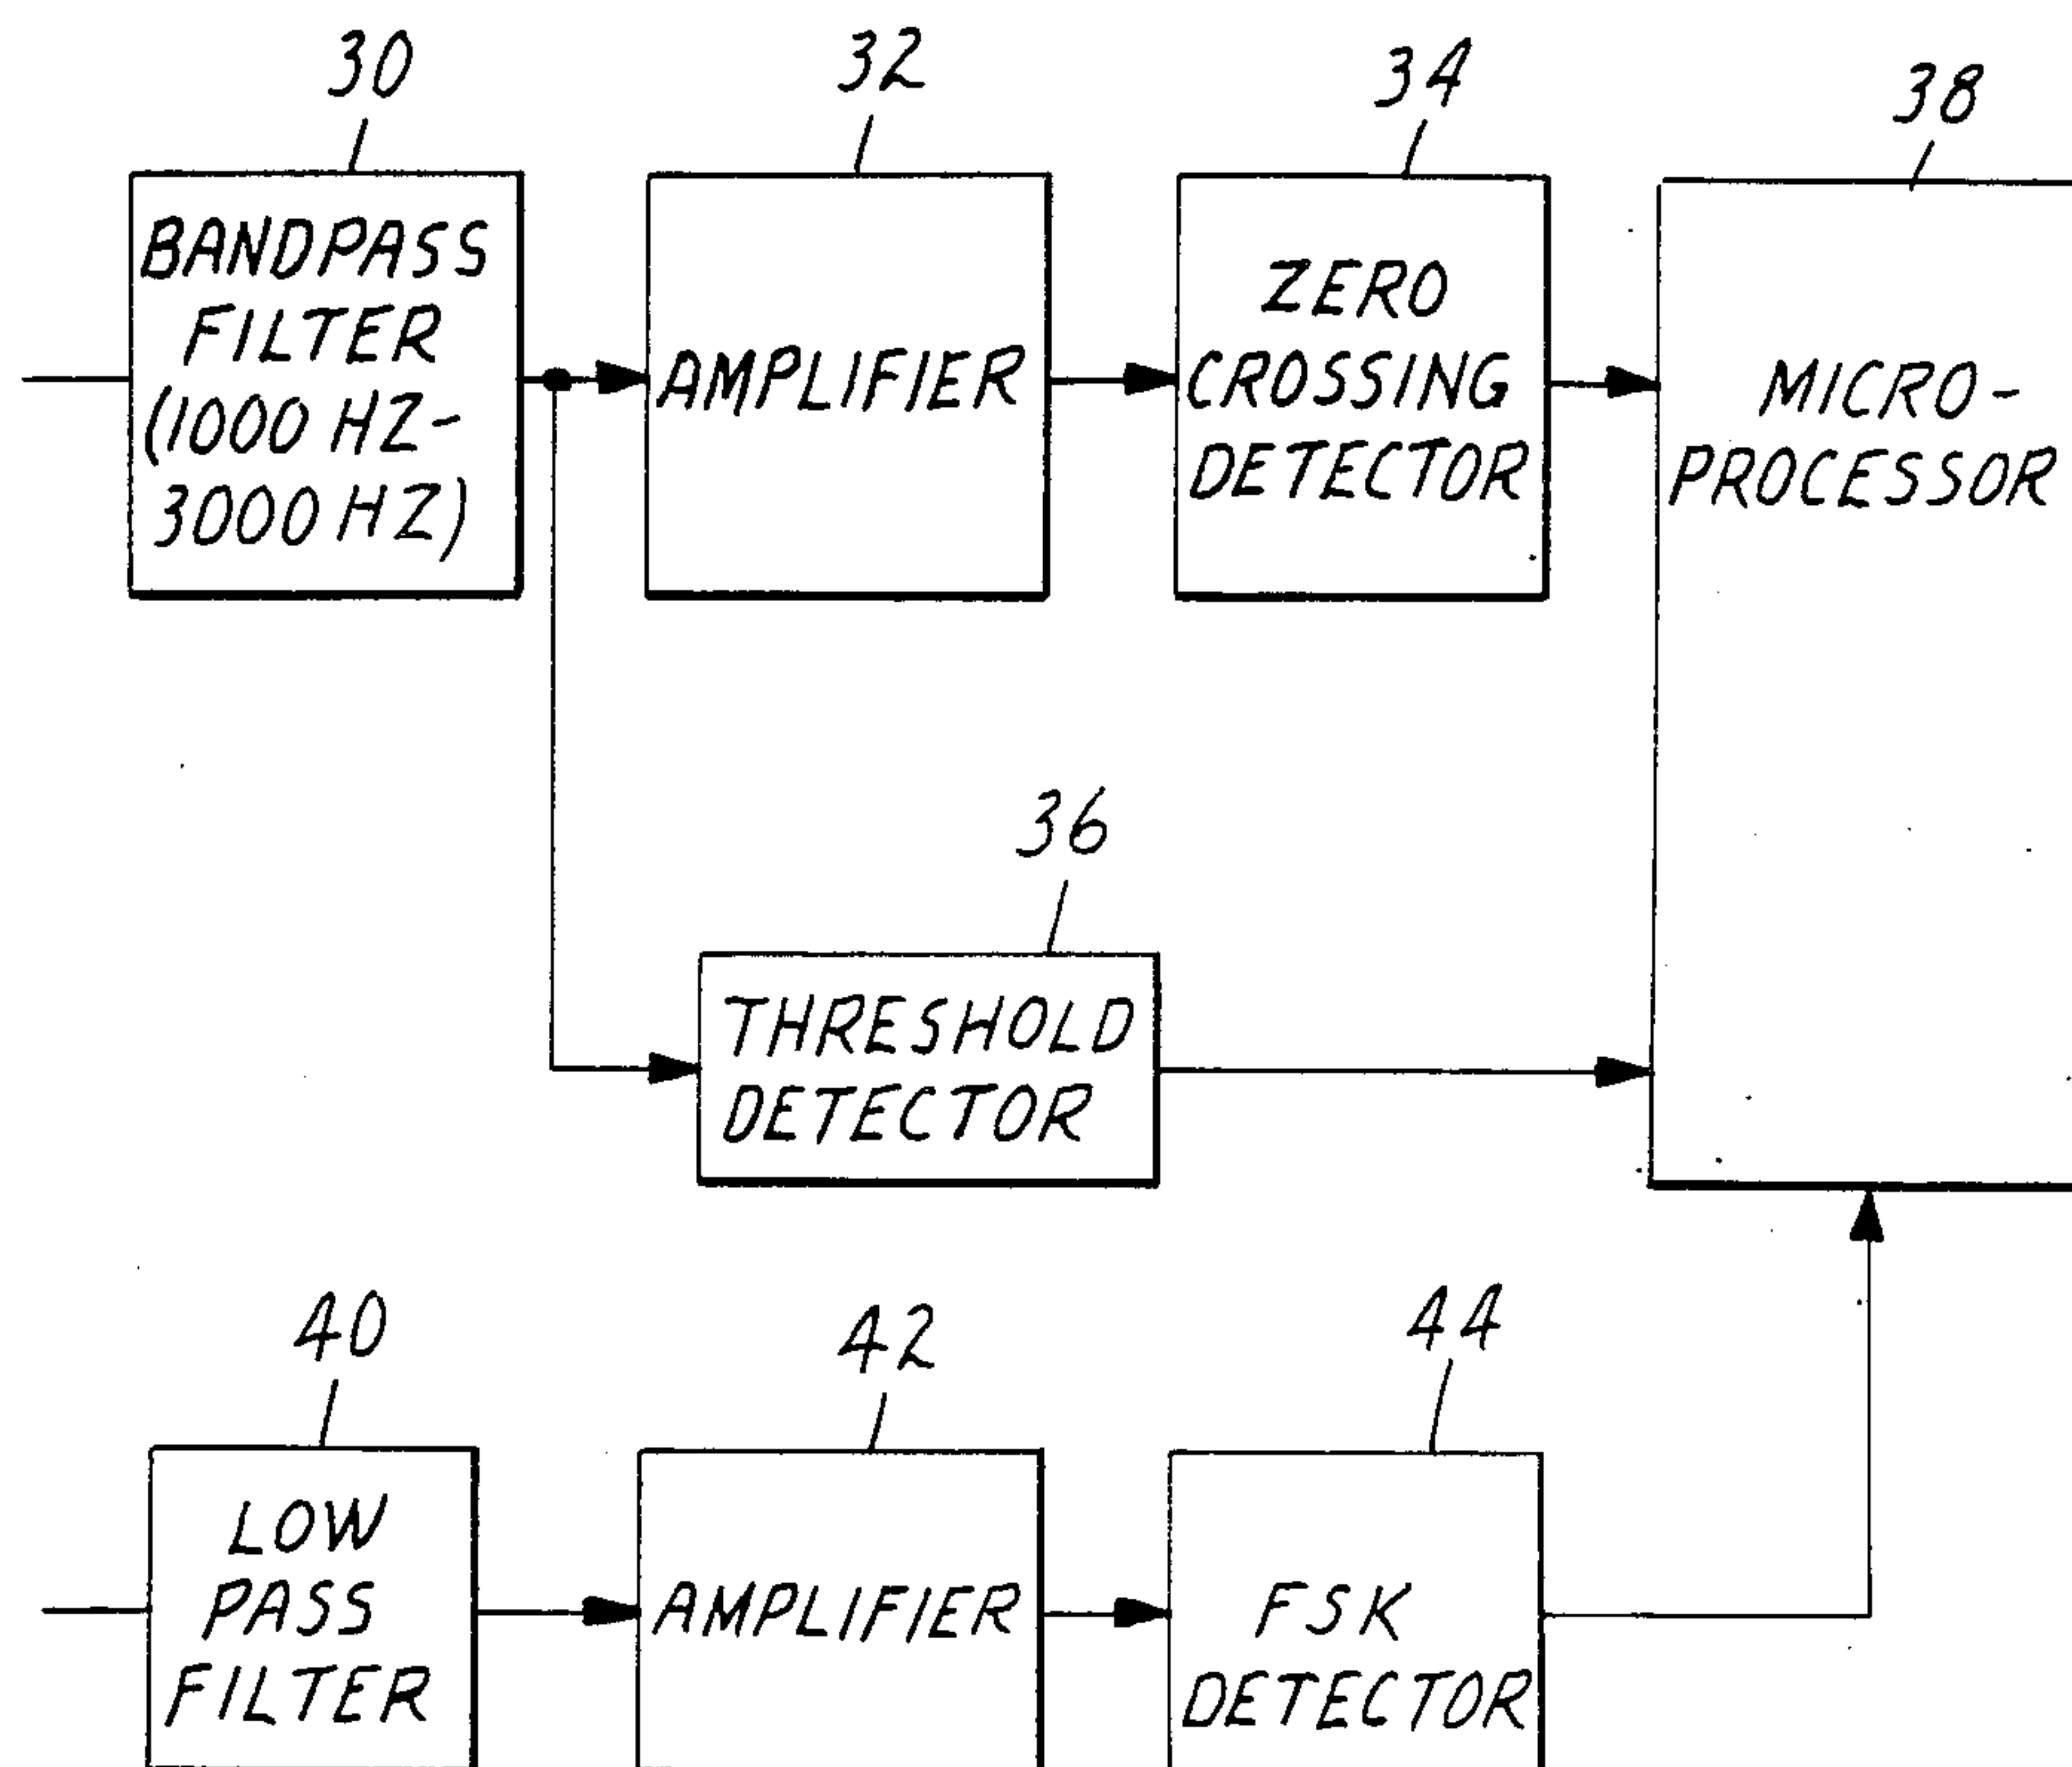 30
32
34
38
BANDPASS
FILTER
(1000 HZ-
3000 HZ)
AMPLIFIER
ZERO
CROSSING
DETECTOR
MICRO-
PROCESSOR
36
THRESHOLD
DETECTOR
40
42
44
LOW
PASS
FILTER
AMPLIFIER
FSK
DETECTOR